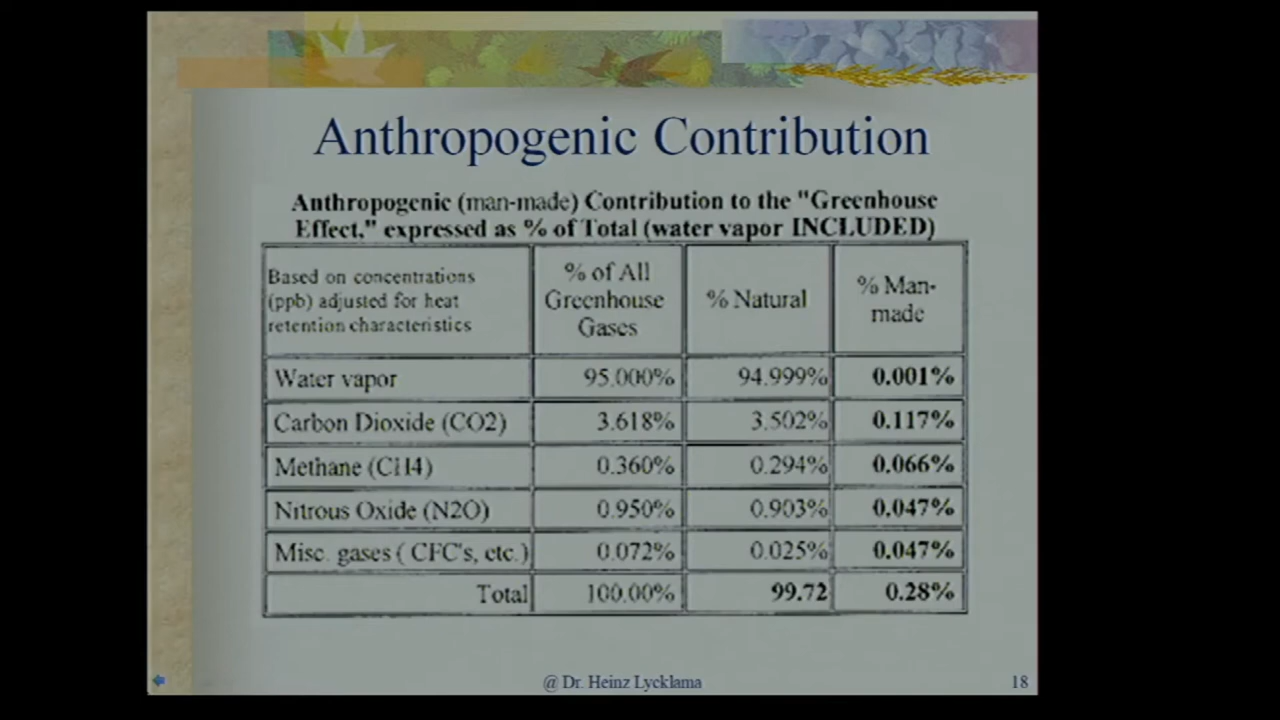 Anthropogenic Contribution
Anthropogenic (man-made) Contribution to the "Greenhouse
Effect," expressed as % of Total (water vapor INCLUDED)
Based on concentrations
(ppb) adjusted for heat
retention characteristics
% of All
Greenhouse
Gases
% Natural
% Man-
made
Water vapor 95.000% 94.999% 0.001%
Carbon Dioxide (CO2) 3.618% 3.502% 0.117%
Methane (CH4) 0.360% 0.294% 0.066%
Nitrous Oxide (N2O) 0.950% 0.903% 0.047%
Misc. gases ( CFC's, etc.) 0.072% 0.025% 0.047%
Total 100.00% 99.72 0.28%
@ Dr. Heinz Lycklama
18